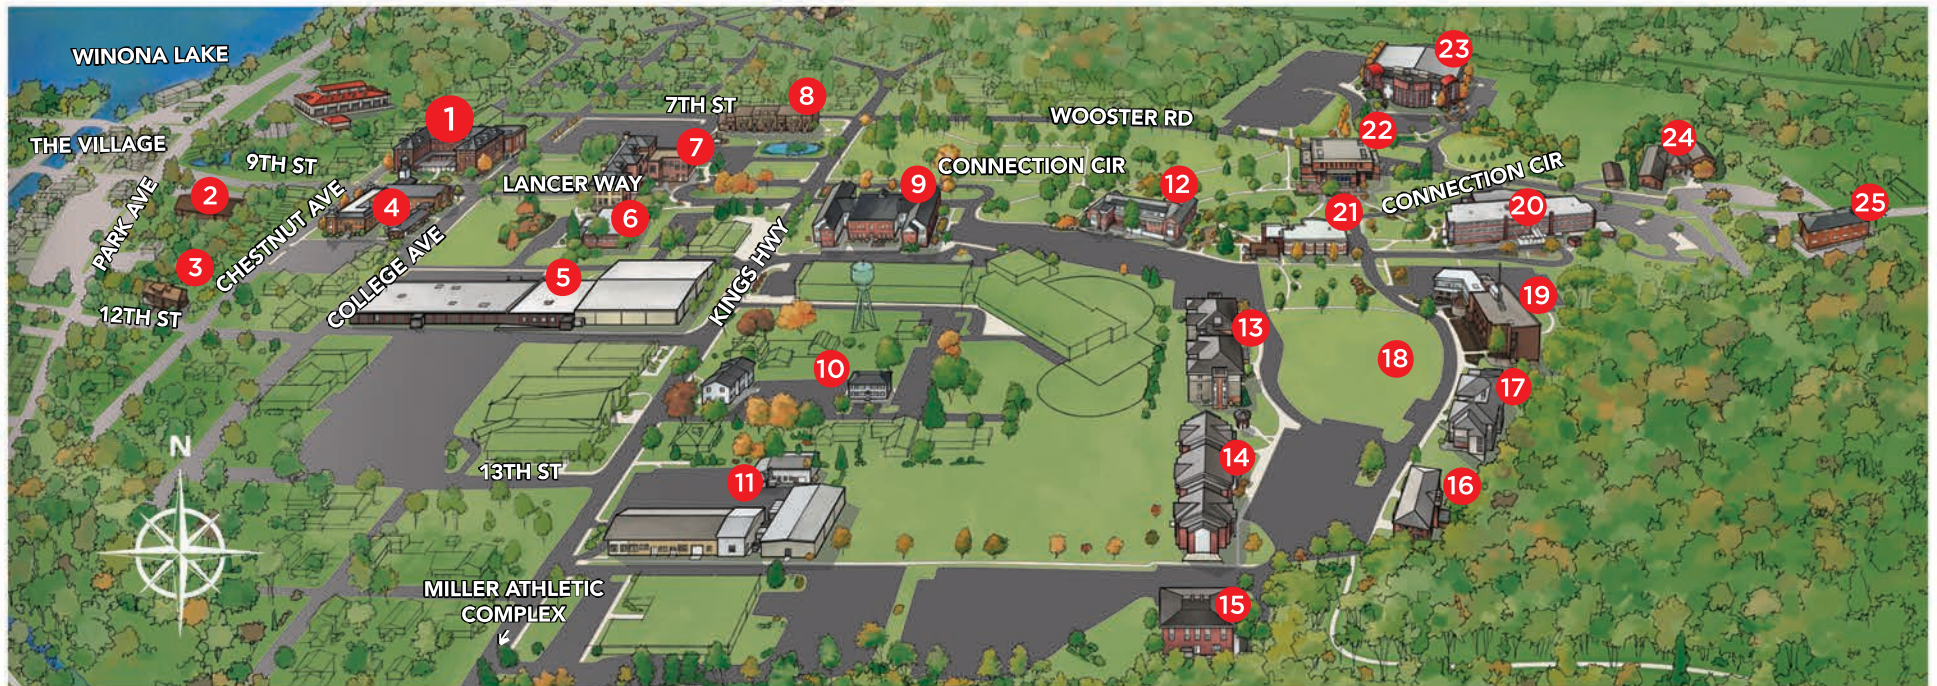 WINONA LAKE
23
8
1
7TH ST
WOOSTER RD
22
24
THE VILLAGE
7
9TH ST
CONNECTION CIR
CONNECTION CIR
2
LANCER WAY
9
12
PARK AVE
CHESTNUT AVE
4
6
21
20
25
3
COLLEGE AVE
5
KINGS HWY
19
12TH ST
13
18
10
17
N
13TH ST
11
14
16
MILLER ATHLETIC
COMPLEX
15